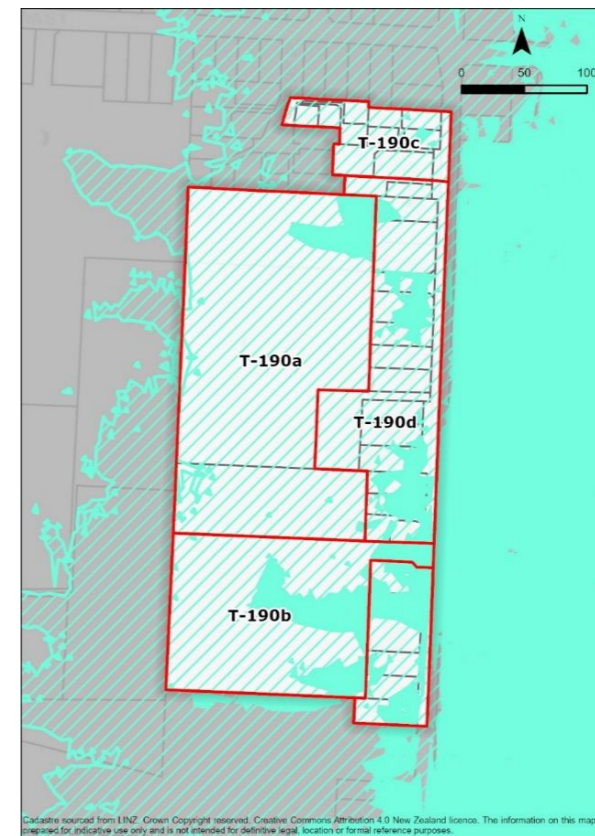 N
0 50 100
T-190c
T-190a
T-190d
T-190b
Cadastre sourced from LINZ. Crown Copyright reserved. Creative Commons Attribution 4.0 New Zealand licence. The information on this map
prepared for indicative use only and is not intended for definitive legal, location or formal reference purposes.